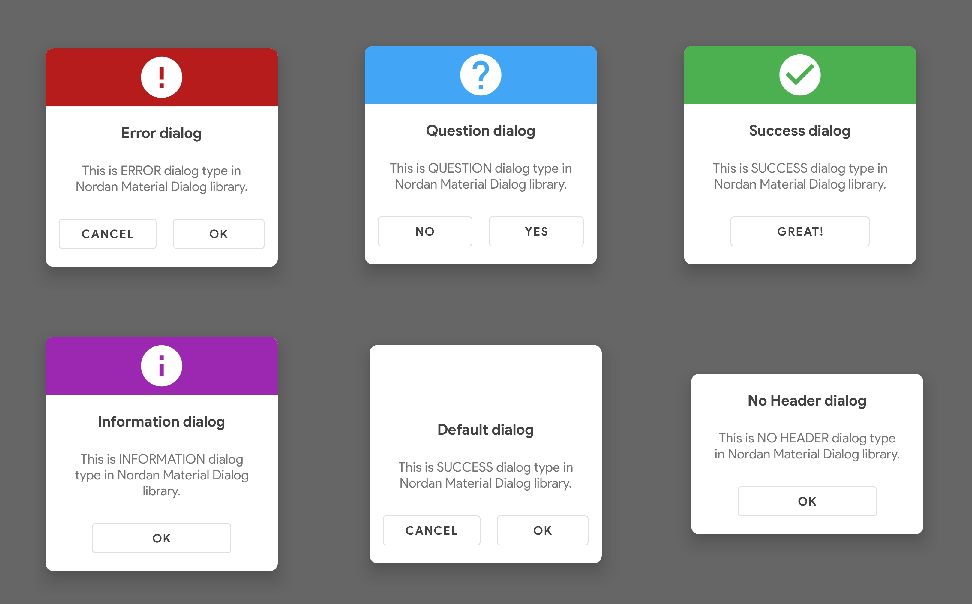 Error dialog
This is ERROR dialog type in
Nordan Material Dialog library.
CANCEL OK
Question dialog
This is QUESTION dialog type in
Nordan Material Dialog library.
NO YES
Success dialog
This is SUCCESS dialog type in
Nordan Material Dialog library.
GREAT!
Information dialog
This is INFORMATION dialog
type in Nordan Material Dialog
library.
OK
Default dialog
This is SUCCESS dialog type in
Nordan Material Dialog library.
CANCEL OK
No Header dialog
This is NO HEADER dialog type
in Nordan Material Dialog library.
OK